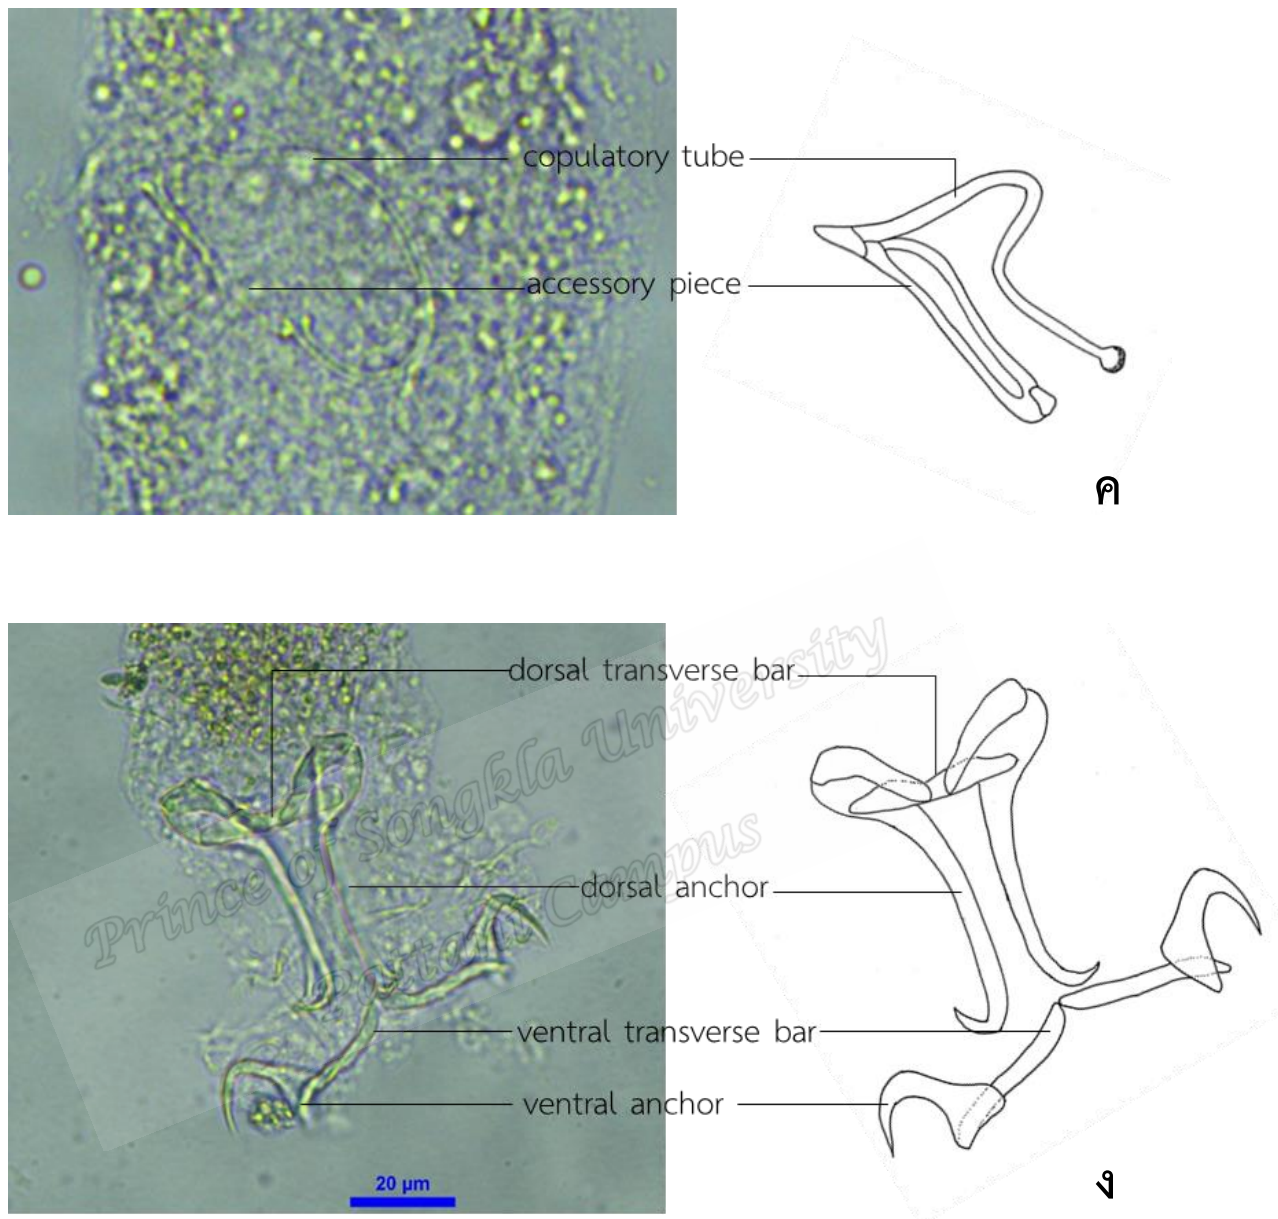 copulatory tube
accessory piece
ค
dorsal transverse bar
dorsal anchor
ventral transverse bar
ventral anchor
20 µm
ง
Prince of Songkla University
Pattani Campus